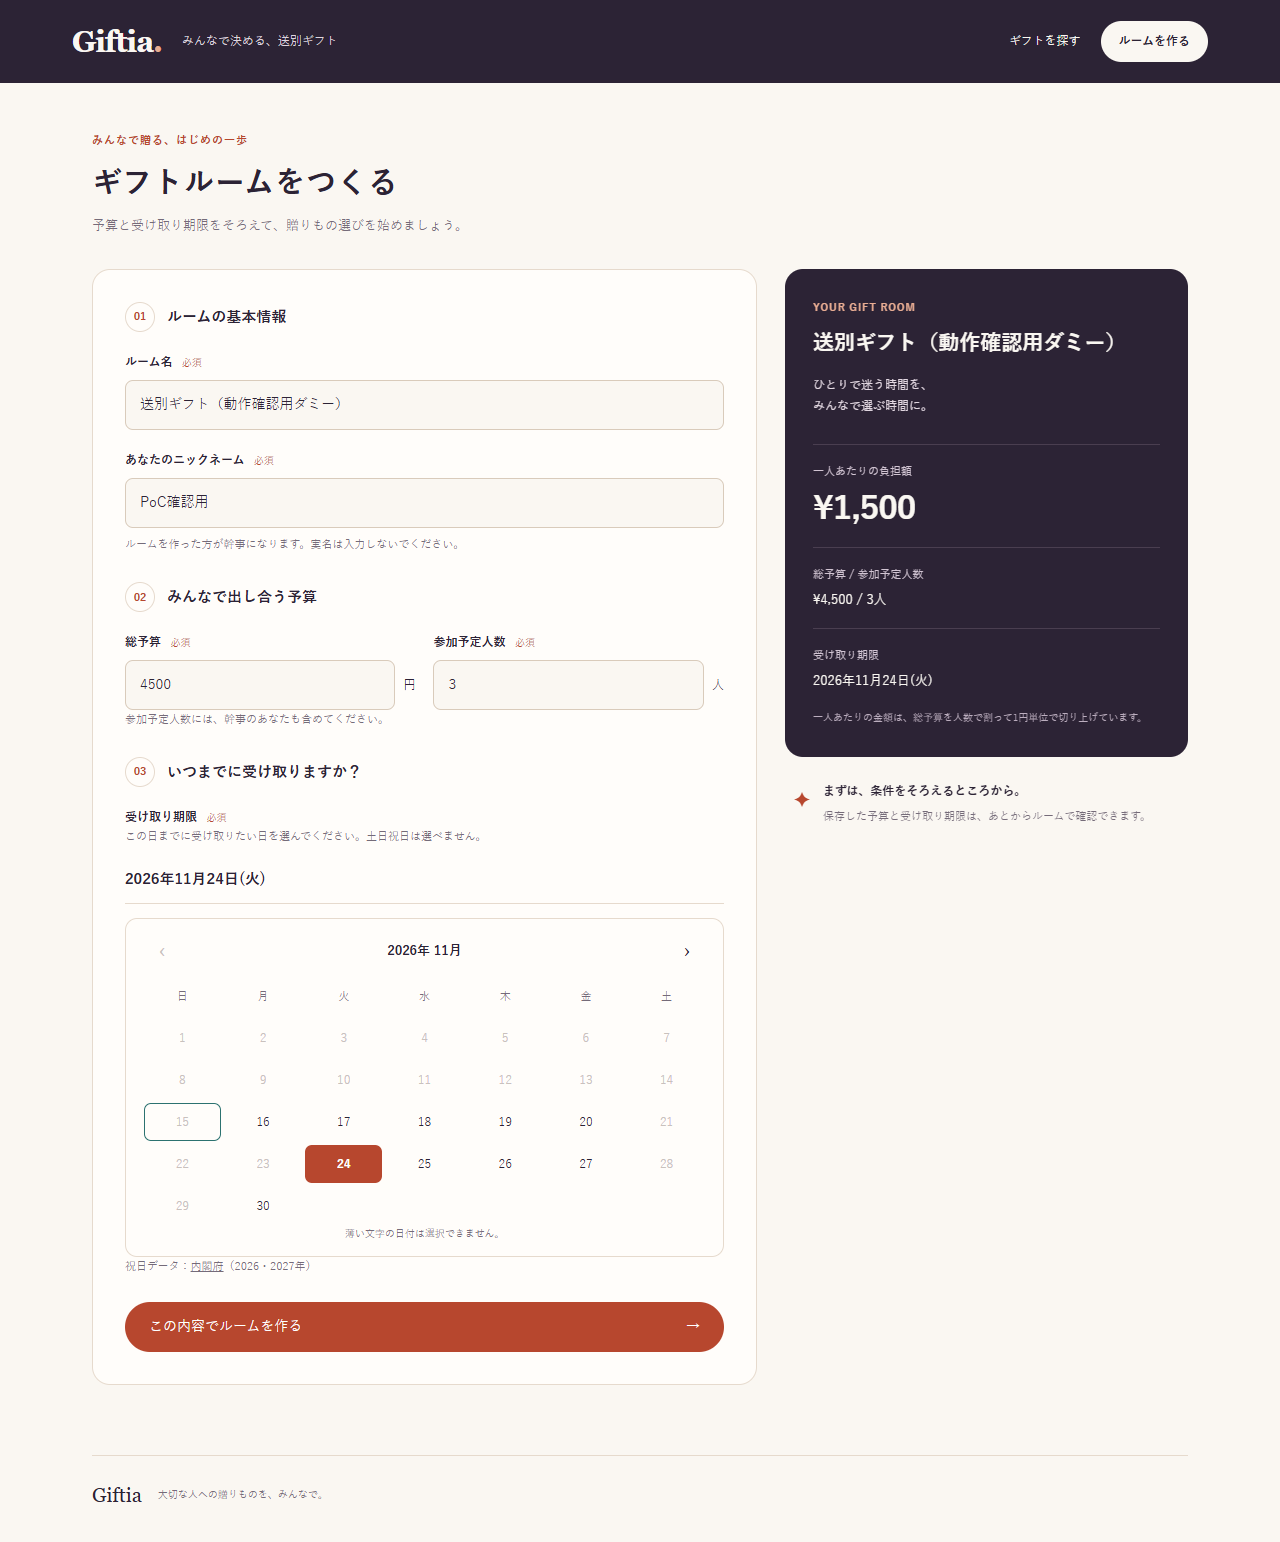 Giftia.
みんなで決める、送別ギフト
ギフトを探す
ルームを作る
みんなで贈る、はじめの一歩
ギフトルームをつくる
予算と受け取り期限をそろえて、贈りもの選びを始めましょう。
01 ルームの基本情報
ルーム名 必須
送別ギフト（動作確認用ダミー）
あなたのニックネーム 必須
PoC確認用
ルームを作った方が幹事になります。実名は入力しないでください。
02 みんなで出し合う予算
総予算 必須
4500 円
参加予定人数 必須
3 人
参加予定人数には、幹事のあなたも含めてください。
03 いつまでに受け取りますか？
受け取り期限 必須
この日までに受け取りたい日を選んでください。土日祝日は選べません。
2026年11月24日(火)
‹ 2026年 11月 ›
日 月 火 水 木 金 土
1 2 3 4 5 6 7
8 9 10 11 12 13 14
15 16 17 18 19 20 21
22 23 24 25 26 27 28
29 30
薄い文字の日付は選択できません。
祝日データ：内閣府（2026・2027年）
この内容でルームを作る →
YOUR GIFT ROOM
送別ギフト（動作確認用ダミー）
ひとりで迷う時間を、
みんなで選ぶ時間に。
一人あたりの負担額
¥1,500
総予算 / 参加予定人数
¥4,500 / 3人
受け取り期限
2026年11月24日(火)
一人あたりの金額は、総予算を人数で割って1円単位で切り上げています。
まずは、条件をそろえるところから。
保存した予算と受け取り期限は、あとからルームで確認できます。
Giftia
大切な人への贈りものを、みんなで。